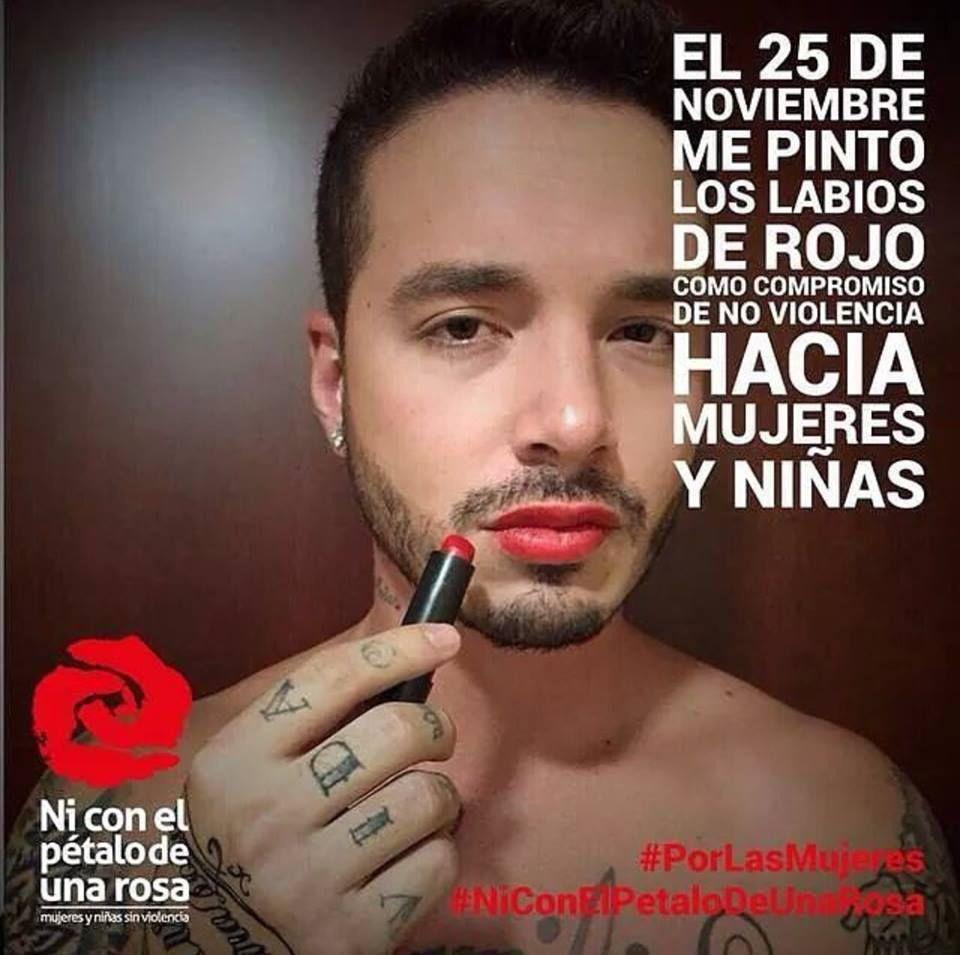 EL 25 DE
NOVIEMBRE
ME PINTO
LOS LABIOS
DE ROJO
COMO COMPROMISO
DE NO VIOLENCIA
HACIA
MUJERES
Y NIÑAS
A
D
I
V
Ni con el
pétalo de
una rosa
mujeres y niñas sin violencia
#PorLasMujeres
#NiConElPetaloDeUnaRosa